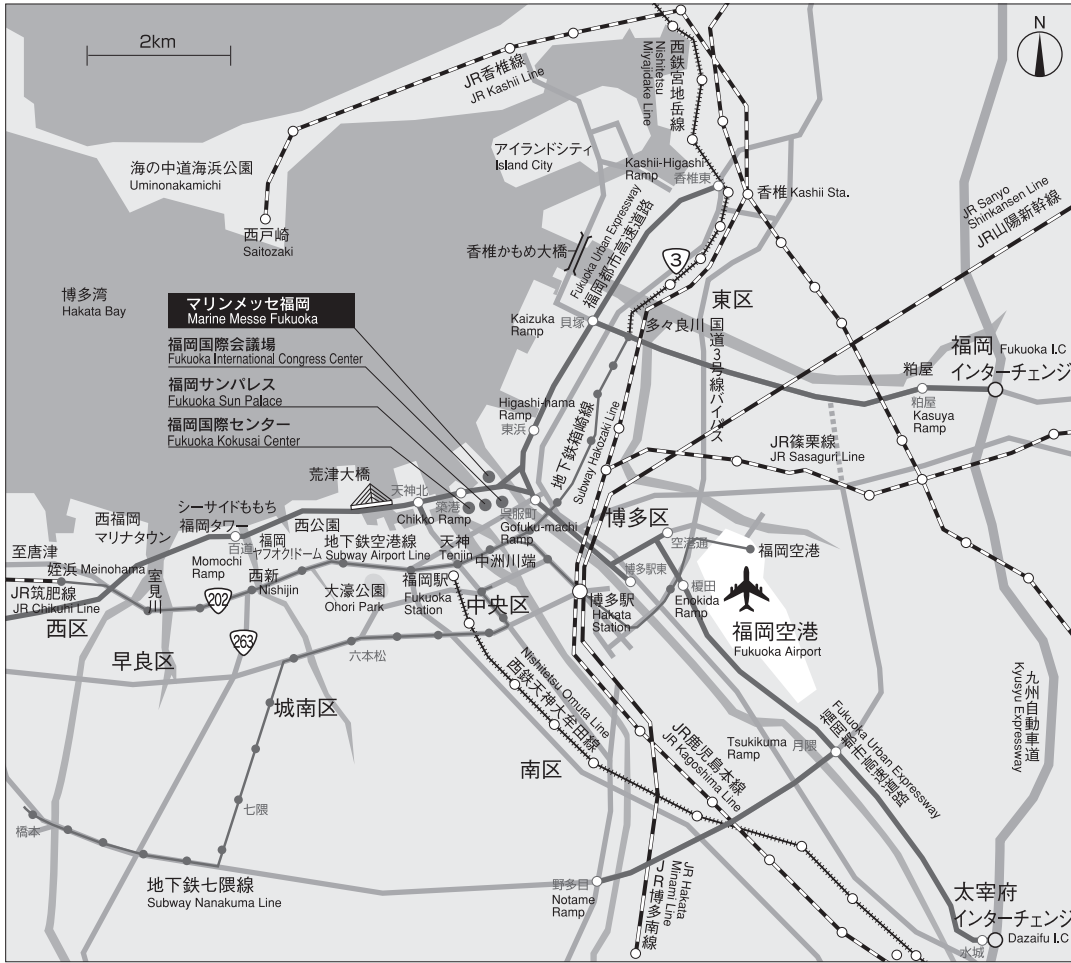 2km
N
JR香椎線
JR Kashii Line
西鉄宮地岳線
Nishitetsu
Miyajidake Line
海の中道海浜公園
Uminonakamichi
アイランドシティ
Island City
Kashii-Higashi
Ramp
香椎東
香椎 Kashii Sta.
JR Sanyo
Shinkansen Line
JR山陽新幹線
西戸崎
Saitozaki
香椎かもめ大橋
Fukuoka Urban Expressway
福岡都市高速道路
3
博多湾
Hakata Bay
マリンメッセ福岡
Marine Messe Fukuoka
東区
Kaizuka
Ramp
貝塚
多々良川
国道3号線バイパス
福岡 Fukuoka I.C
インターチェンジ
福岡国際会議場
Fukuoka International Congress Center
福岡サンパレス
Fukuoka Sun Palace
福岡国際センター
Fukuoka Kokusai Center
粕屋
粕屋
Kasuya
Ramp
Higashi-hama
Ramp
東浜
地下鉄箱崎線
Subway Hakozaki Line
JR篠栗線
JR Sasaguri Line
荒津大橋
天神北
築港
Chikko Ramp
呉服町
Gofuku-machi
Ramp
博多区
シーサイドももち
福岡タワー
西公園
西福岡
マリナタウン
百道
Momochi
Ramp
福岡
ヤフオクドーム
地下鉄空港線
Subway Airport Line
天神
Tenjin
中洲川端
空港通
福岡空港
至唐津
姪浜 Meinohama
JR筑肥線
JR Chikuhi Line
室見川
202
西新
Nishijin
大濠公園
Ohori Park
福岡駅
Fukuoka
Station
中央区
博多駅東
博多駅
Hakata
Station
榎田
Enokida
Ramp
福岡空港
Fukuoka Airport
西区
263
早良区
六本松
城南区
Nishitetsu Omuta Line
西鉄天神大牟田線
南区
JR鹿児島本線
JR Kagoshima Line
Tsukikuma
Ramp
月隈
Fukuoka Urban Expressway
福岡都市高速道路
九州自動車道
Kyusyu Expressway
七隈
橋本
地下鉄七隈線
Subway Nanakuma Line
野多目
Notame
Ramp
JR Hakata
Minami Line
JR博多南線
太宰府
インターチェンジ
Dazaifu I.C
水城